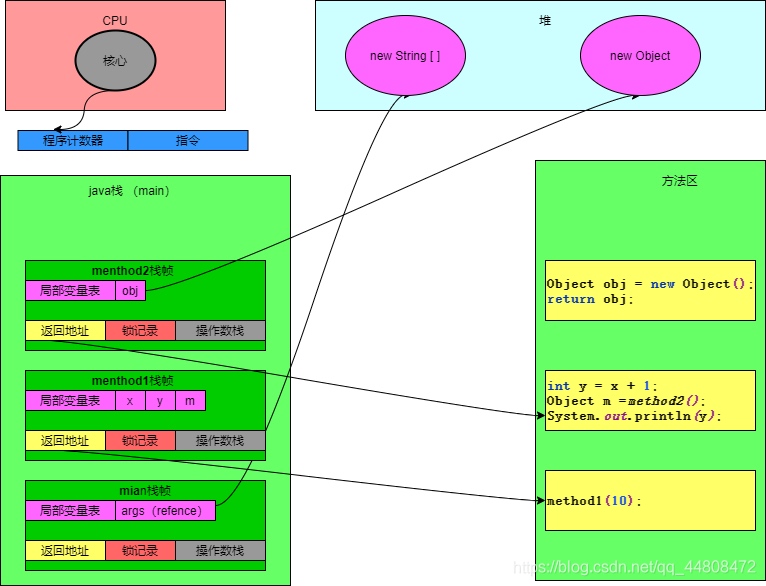 CPU
核心
程序计数器 指令
堆
new String [ ]
new Object
java栈 （main）
menthod2栈帧
局部变量表 obj
返回地址 锁记录 操作数栈
menthod1栈帧
局部变量表 x y m
返回地址 锁记录 操作数栈
mian栈帧
局部变量表 args（refence）
返回地址 锁记录 操作数栈
方法区
Object obj = new Object();
return obj;
int y = x + 1;
Object m =method2();
System.out.println(y);
method1(10);
https://blog.csdn.net/qq_44808472